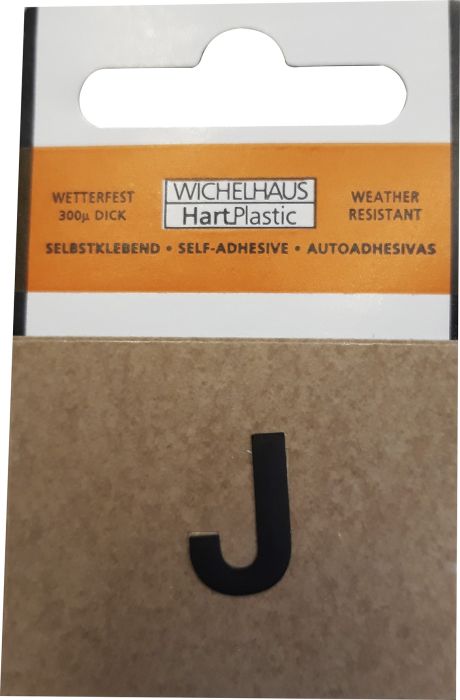 WETTERFEST
300µ DICK
WICHELHAUS
HartPlastic
WEATHER
RESISTANT
SELBSTKLEBEND • SELF-ADHESIVE • AUTOADHESIVAS
J